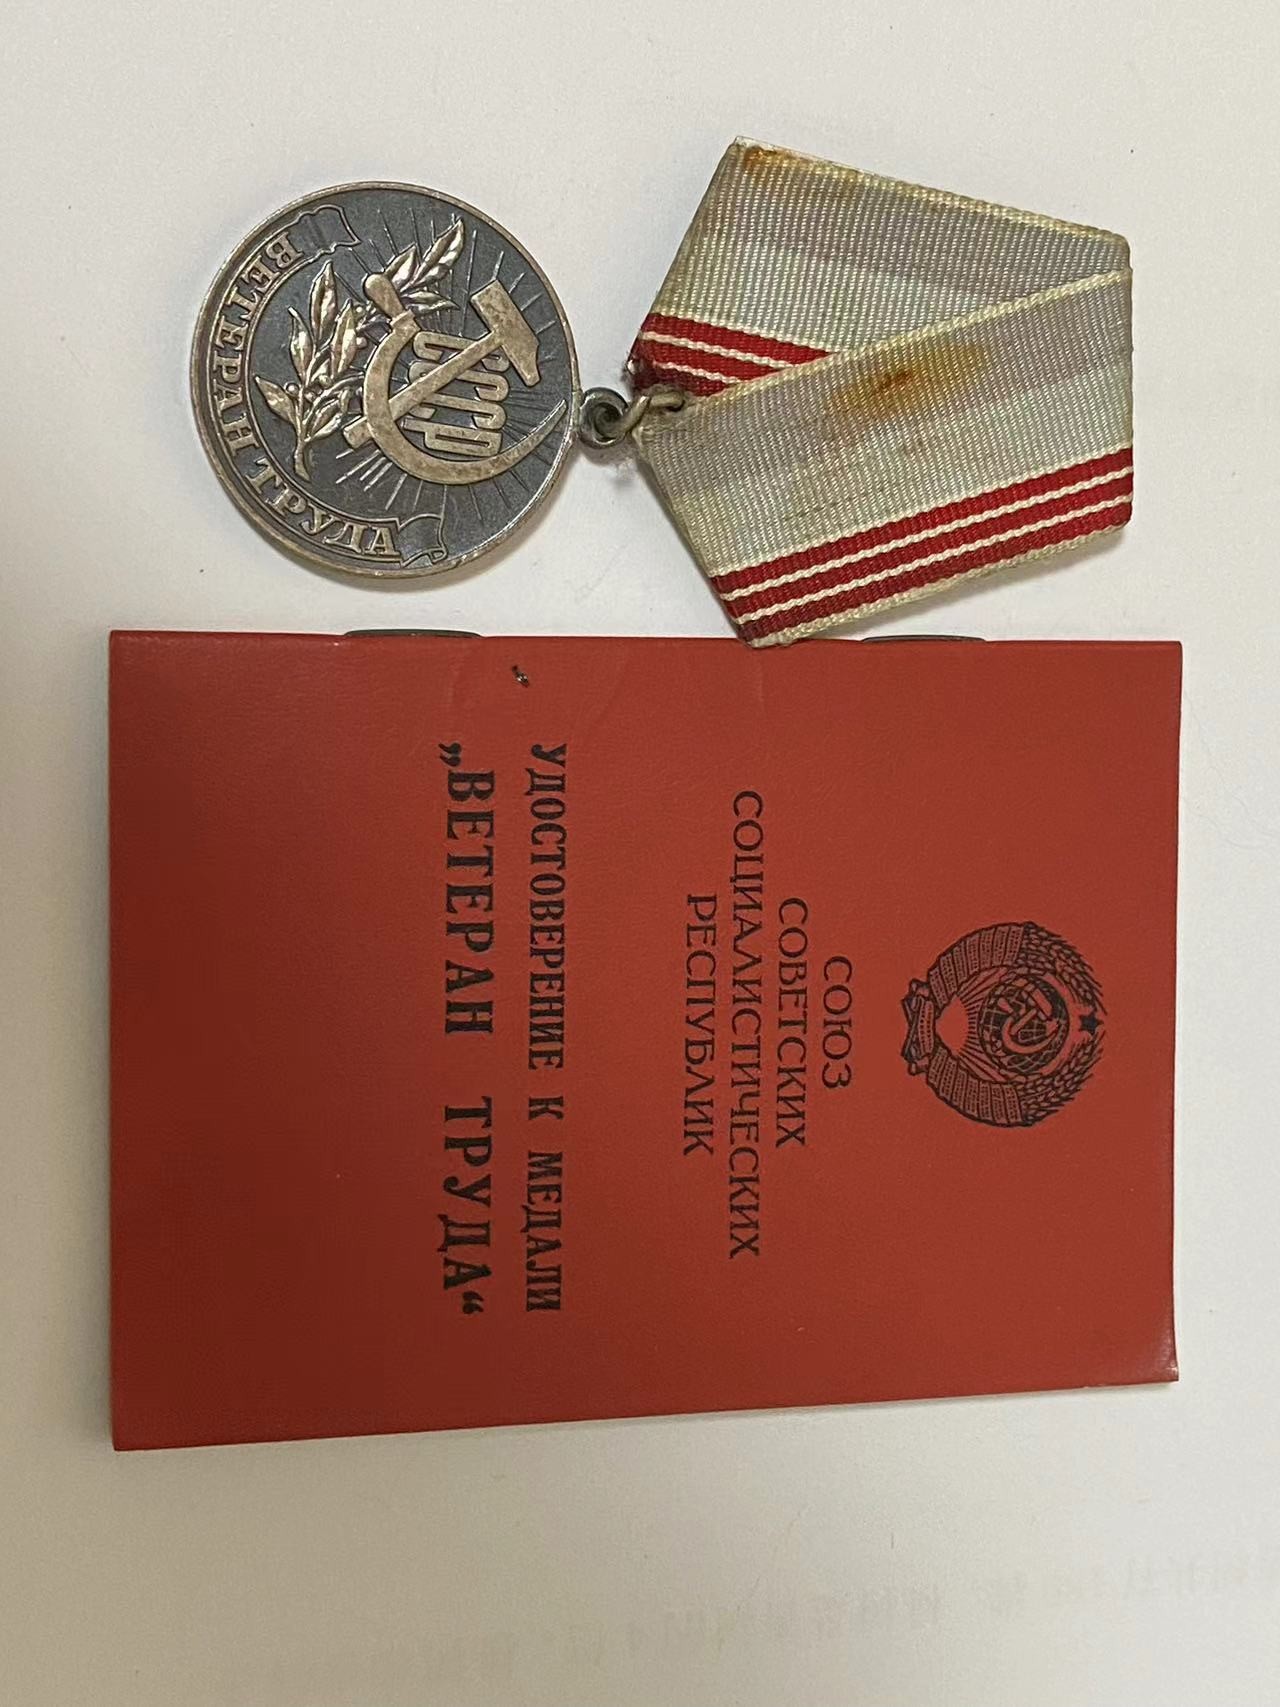 СССР
ВЕТЕРАН ТРУДА
СОЮЗ
СОВЕТСКИХ
СОЦИАЛИСТИЧЕСКИХ
РЕСПУБЛИК
УДОСТОВЕРЕНИЕ К МЕДАЛИ
„ВЕТЕРАН ТРУДА“